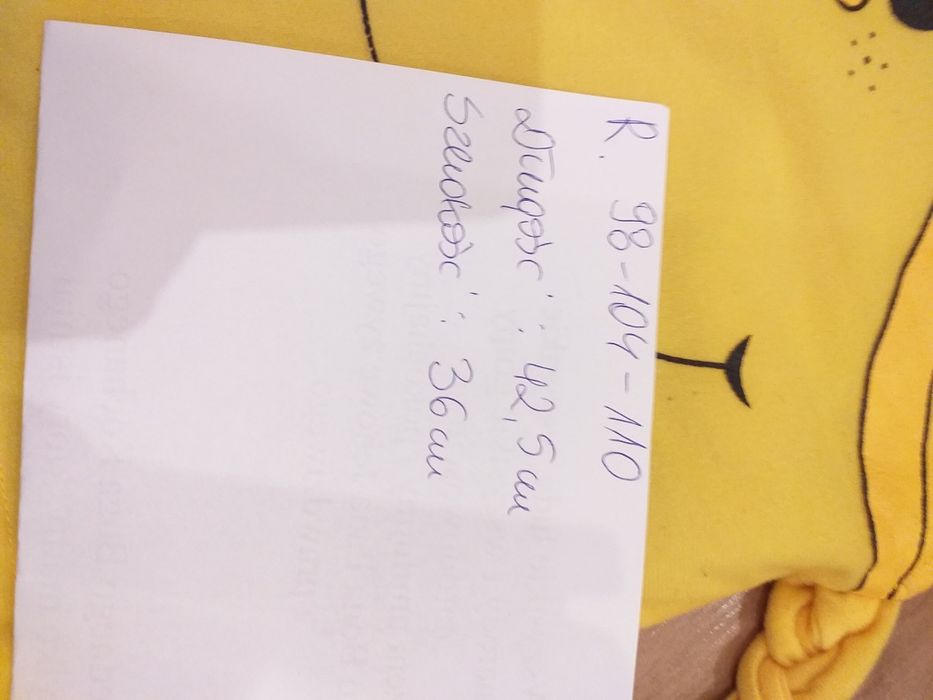 R. 98-104-110
Długość: 42,5 cm
Szerokość: 36 cm